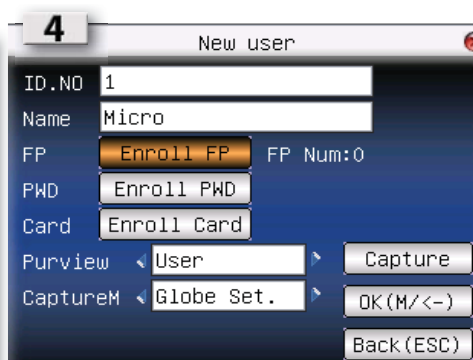 4
New user
ID.NO 1
Name Micro
FP Enroll FP FP Num:0
PWD Enroll PWD
Card Enroll Card
Purview User Capture
CaptureM Globe Set. OK(M/<-)
Back(ESC)